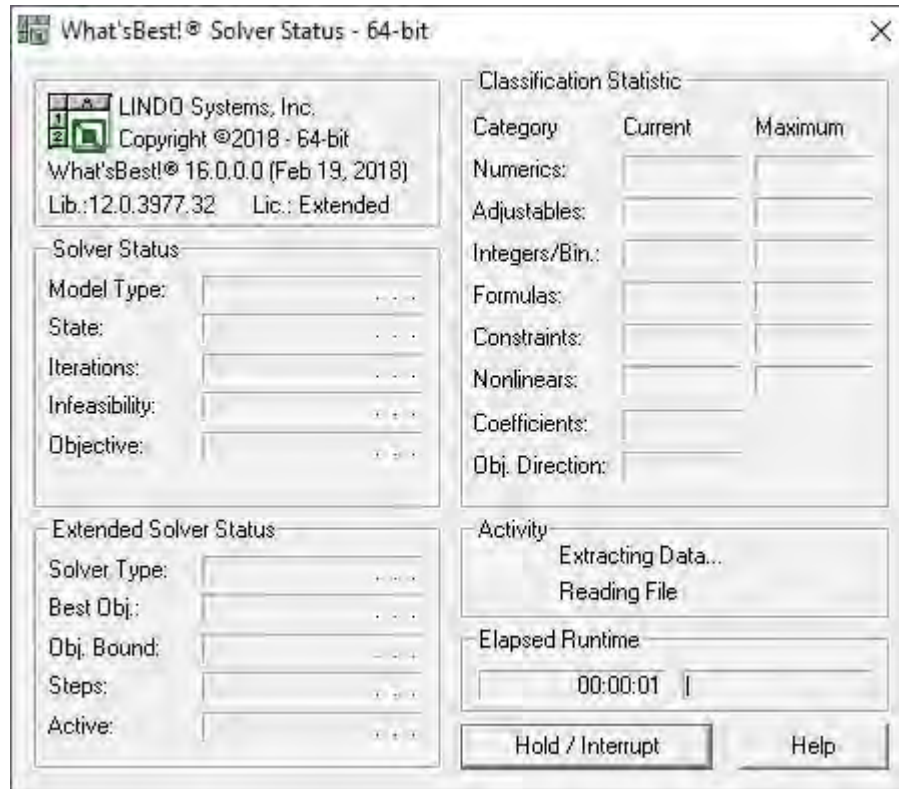 What'sBest!® Solver Status - 64-bit
LINDO Systems, Inc.
Copyright ©2018 - 64-bit
What'sBest!® 16.0.0.0 (Feb 19, 2018)
Lib.:12.0.3977.32 Lic.: Extended
Solver Status
Model Type: . . .
State: . . .
Iterations: . . .
Infeasibility: . . .
Objective: . . .
Extended Solver Status
Solver Type: . . .
Best Obj.: . . .
Obj. Bound: . . .
Steps: . . .
Active: . . .
Classification Statistic
Category Current Maximum
Numerics:
Adjustables:
Integers/Bin.:
Formulas:
Constraints:
Nonlinears:
Coefficients:
Obj. Direction:
Activity
Extracting Data...
Reading File
Elapsed Runtime
00:00:01 |
Hold / Interrupt Help